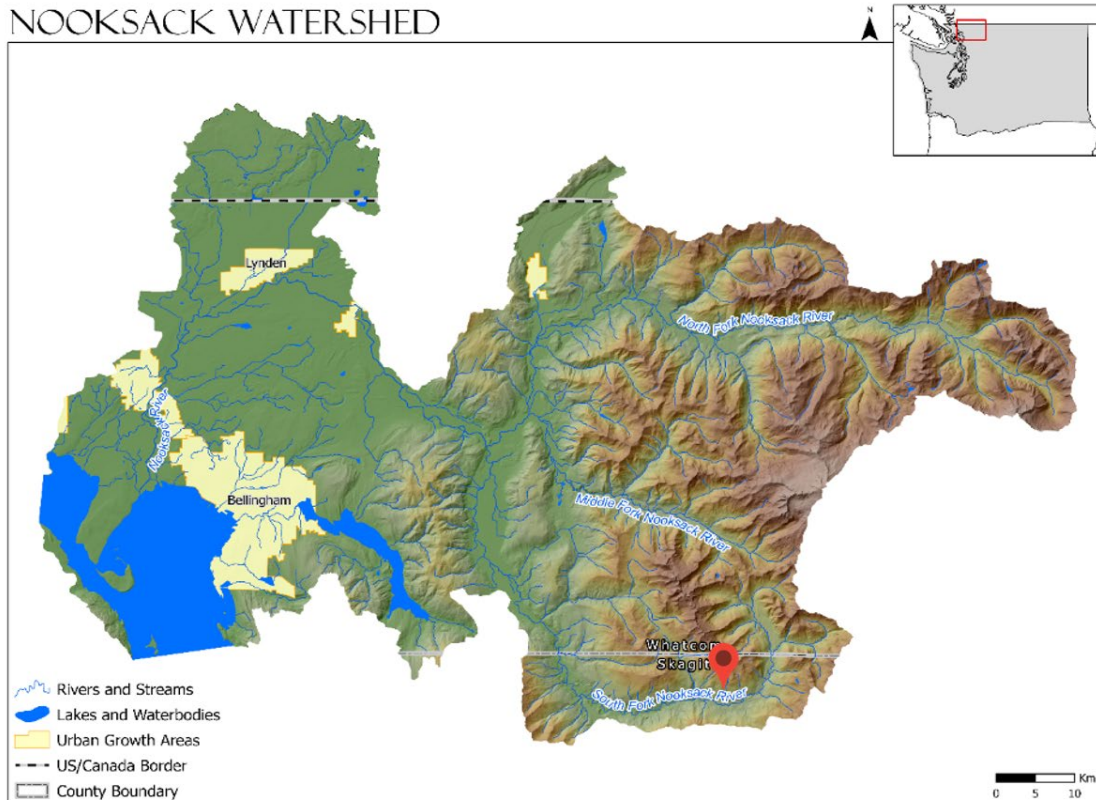 NOOKSACK WATERSHED
N
Lynden
North Fork Nooksack River
Nooksack River
Bellingham
Middle Fork Nooksack River
Whatcom
Skagit
South Fork Nooksack River
Rivers and Streams
Lakes and Waterbodies
Urban Growth Areas
US/Canada Border
County Boundary
Km
0 5 10